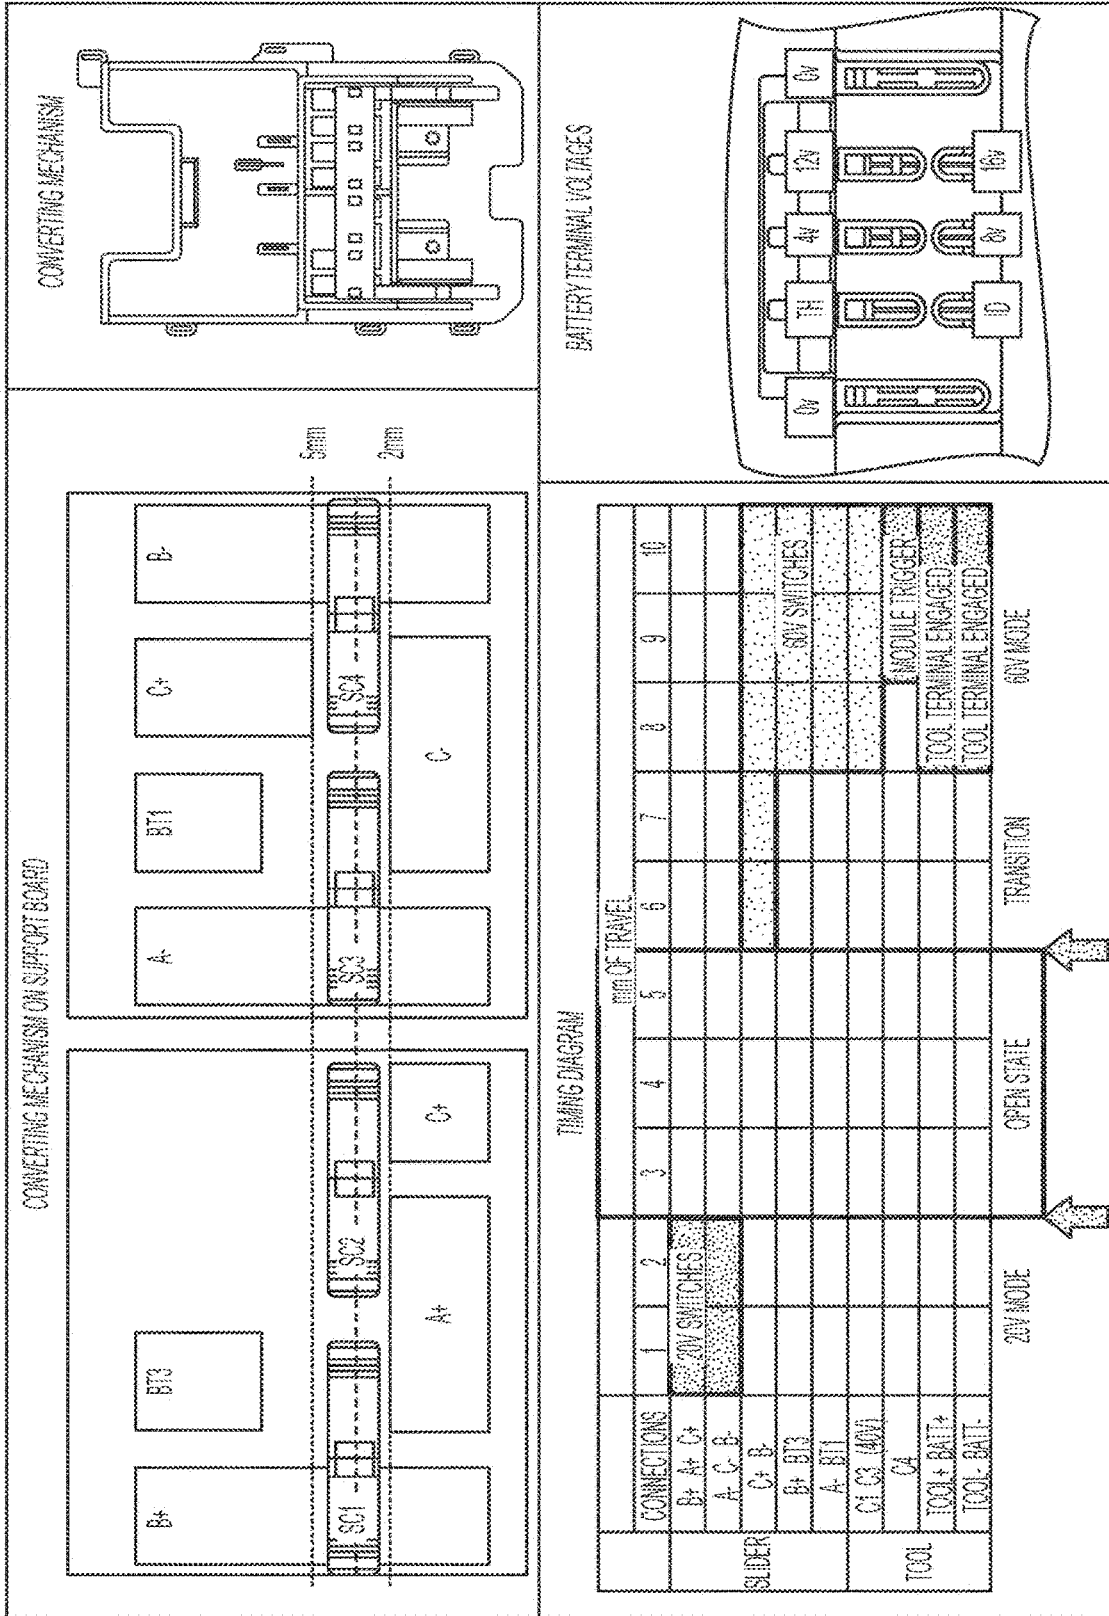 CONVERTING MECHANISM ON SUPPORT BOARD
B+
BT3
A+
C+
SC1
SC2
A-
BT1
C+
B-
SC3
SC4
C-
5mm
2mm
CONVERTING MECHANISM
TIMING DIAGRAM
mm OF TRAVEL
CONNECTIONS 1 2 3 4 5 6 7 8 9 10
SLIDER
B+ A+ C+ 20V SWITCHES
A- C- B-
C+ B-
B+ BT3 60V SWITCHES
A- BT1
TOOL
C1 C3 (40V)
C4 MODULE TRIGGER
TOOL+ BATT+ TOOL TERMINAL ENGAGED
TOOL- BATT- TOOL TERMINAL ENGAGED
20V MODE
OPEN STATE
TRANSITION
60V MODE
BATTERY TERMINAL VOLTAGES
0v TH 4v 12v 0v
ID 8v 16v